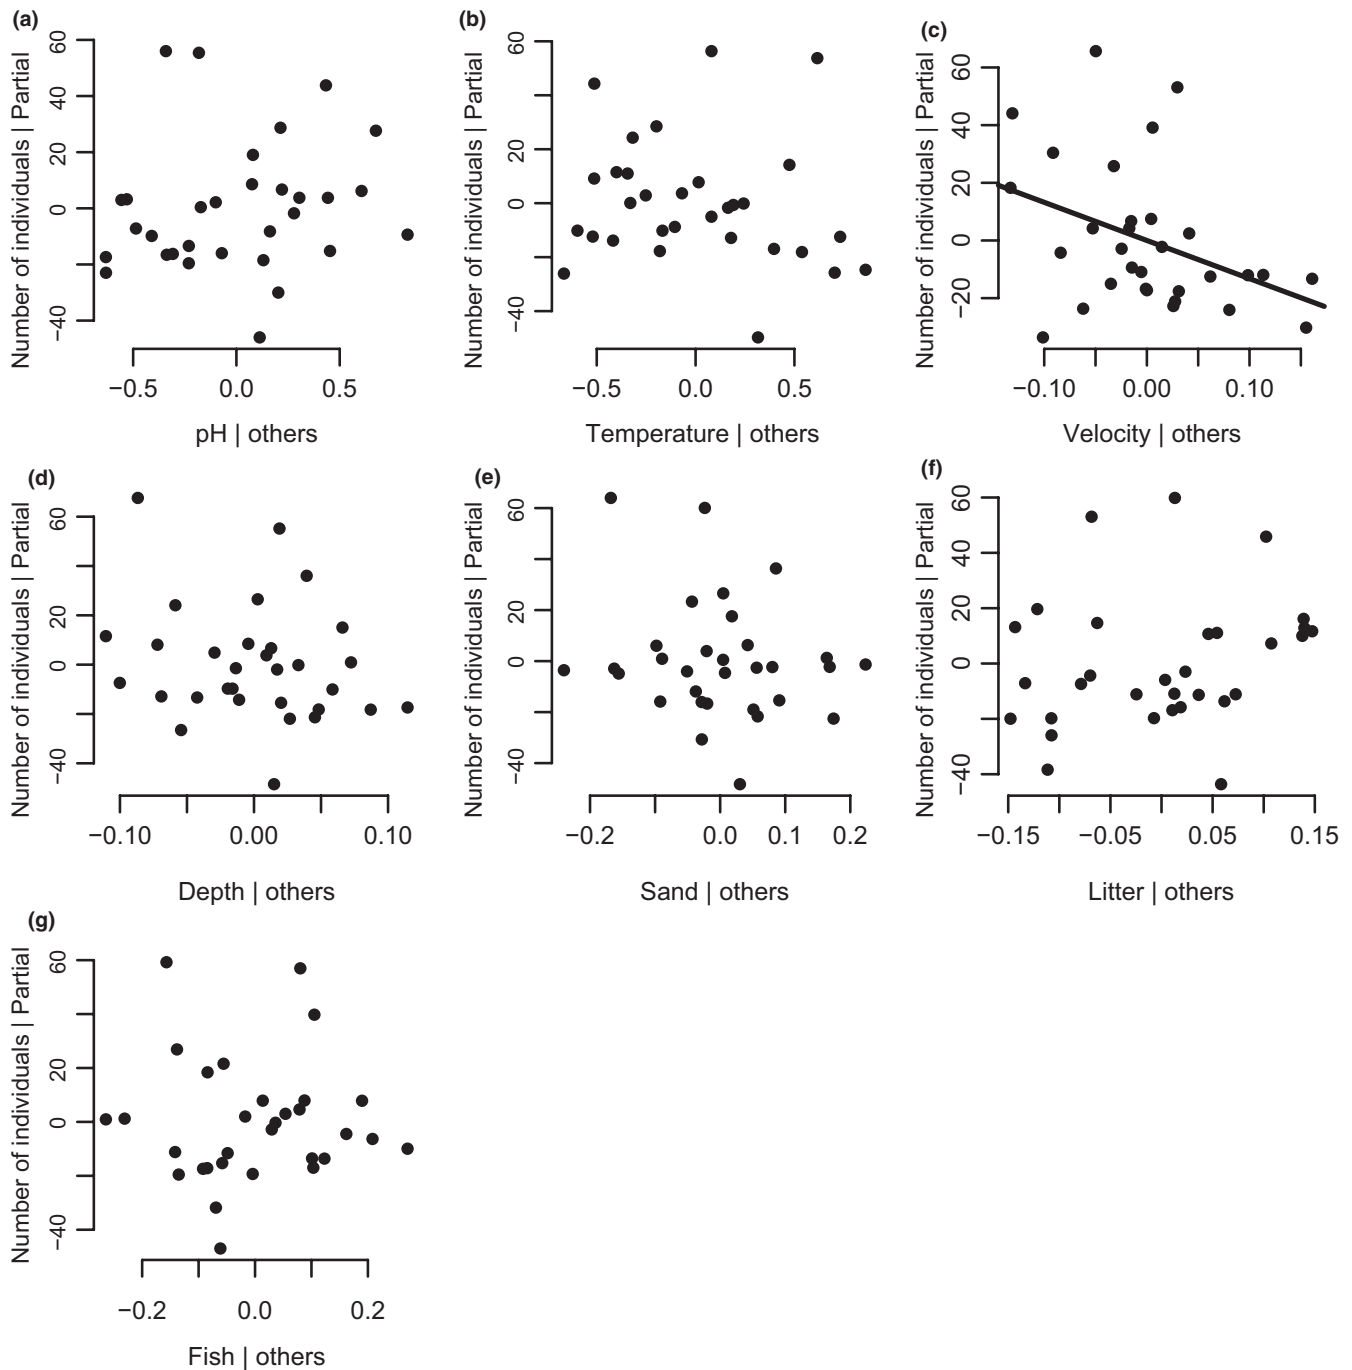 (a)
Number of individuals | Partial
60
40
20
0
−40
−0.5 0.0 0.5
pH | others
(b)
Number of individuals | Partial
60
20
0
−40
−0.5 0.0 0.5
Temperature | others
(c)
Number of individuals | Partial
60
40
20
0
−20
−0.10 0.00 0.10
Velocity | others
(d)
Number of individuals | Partial
60
20
0
−40
−0.10 0.00 0.10
Depth | others
(e)
Number of individuals | Partial
60
20
0
−40
−0.2 0.0 0.1 0.2
Sand | others
(f)
Number of individuals | Partial
60
40
20
0
−40
−0.15 −0.05 0.05 0.15
Litter | others
(g)
Number of individuals | Partial
60
20
0
−40
−0.2 0.0 0.2
Fish | others